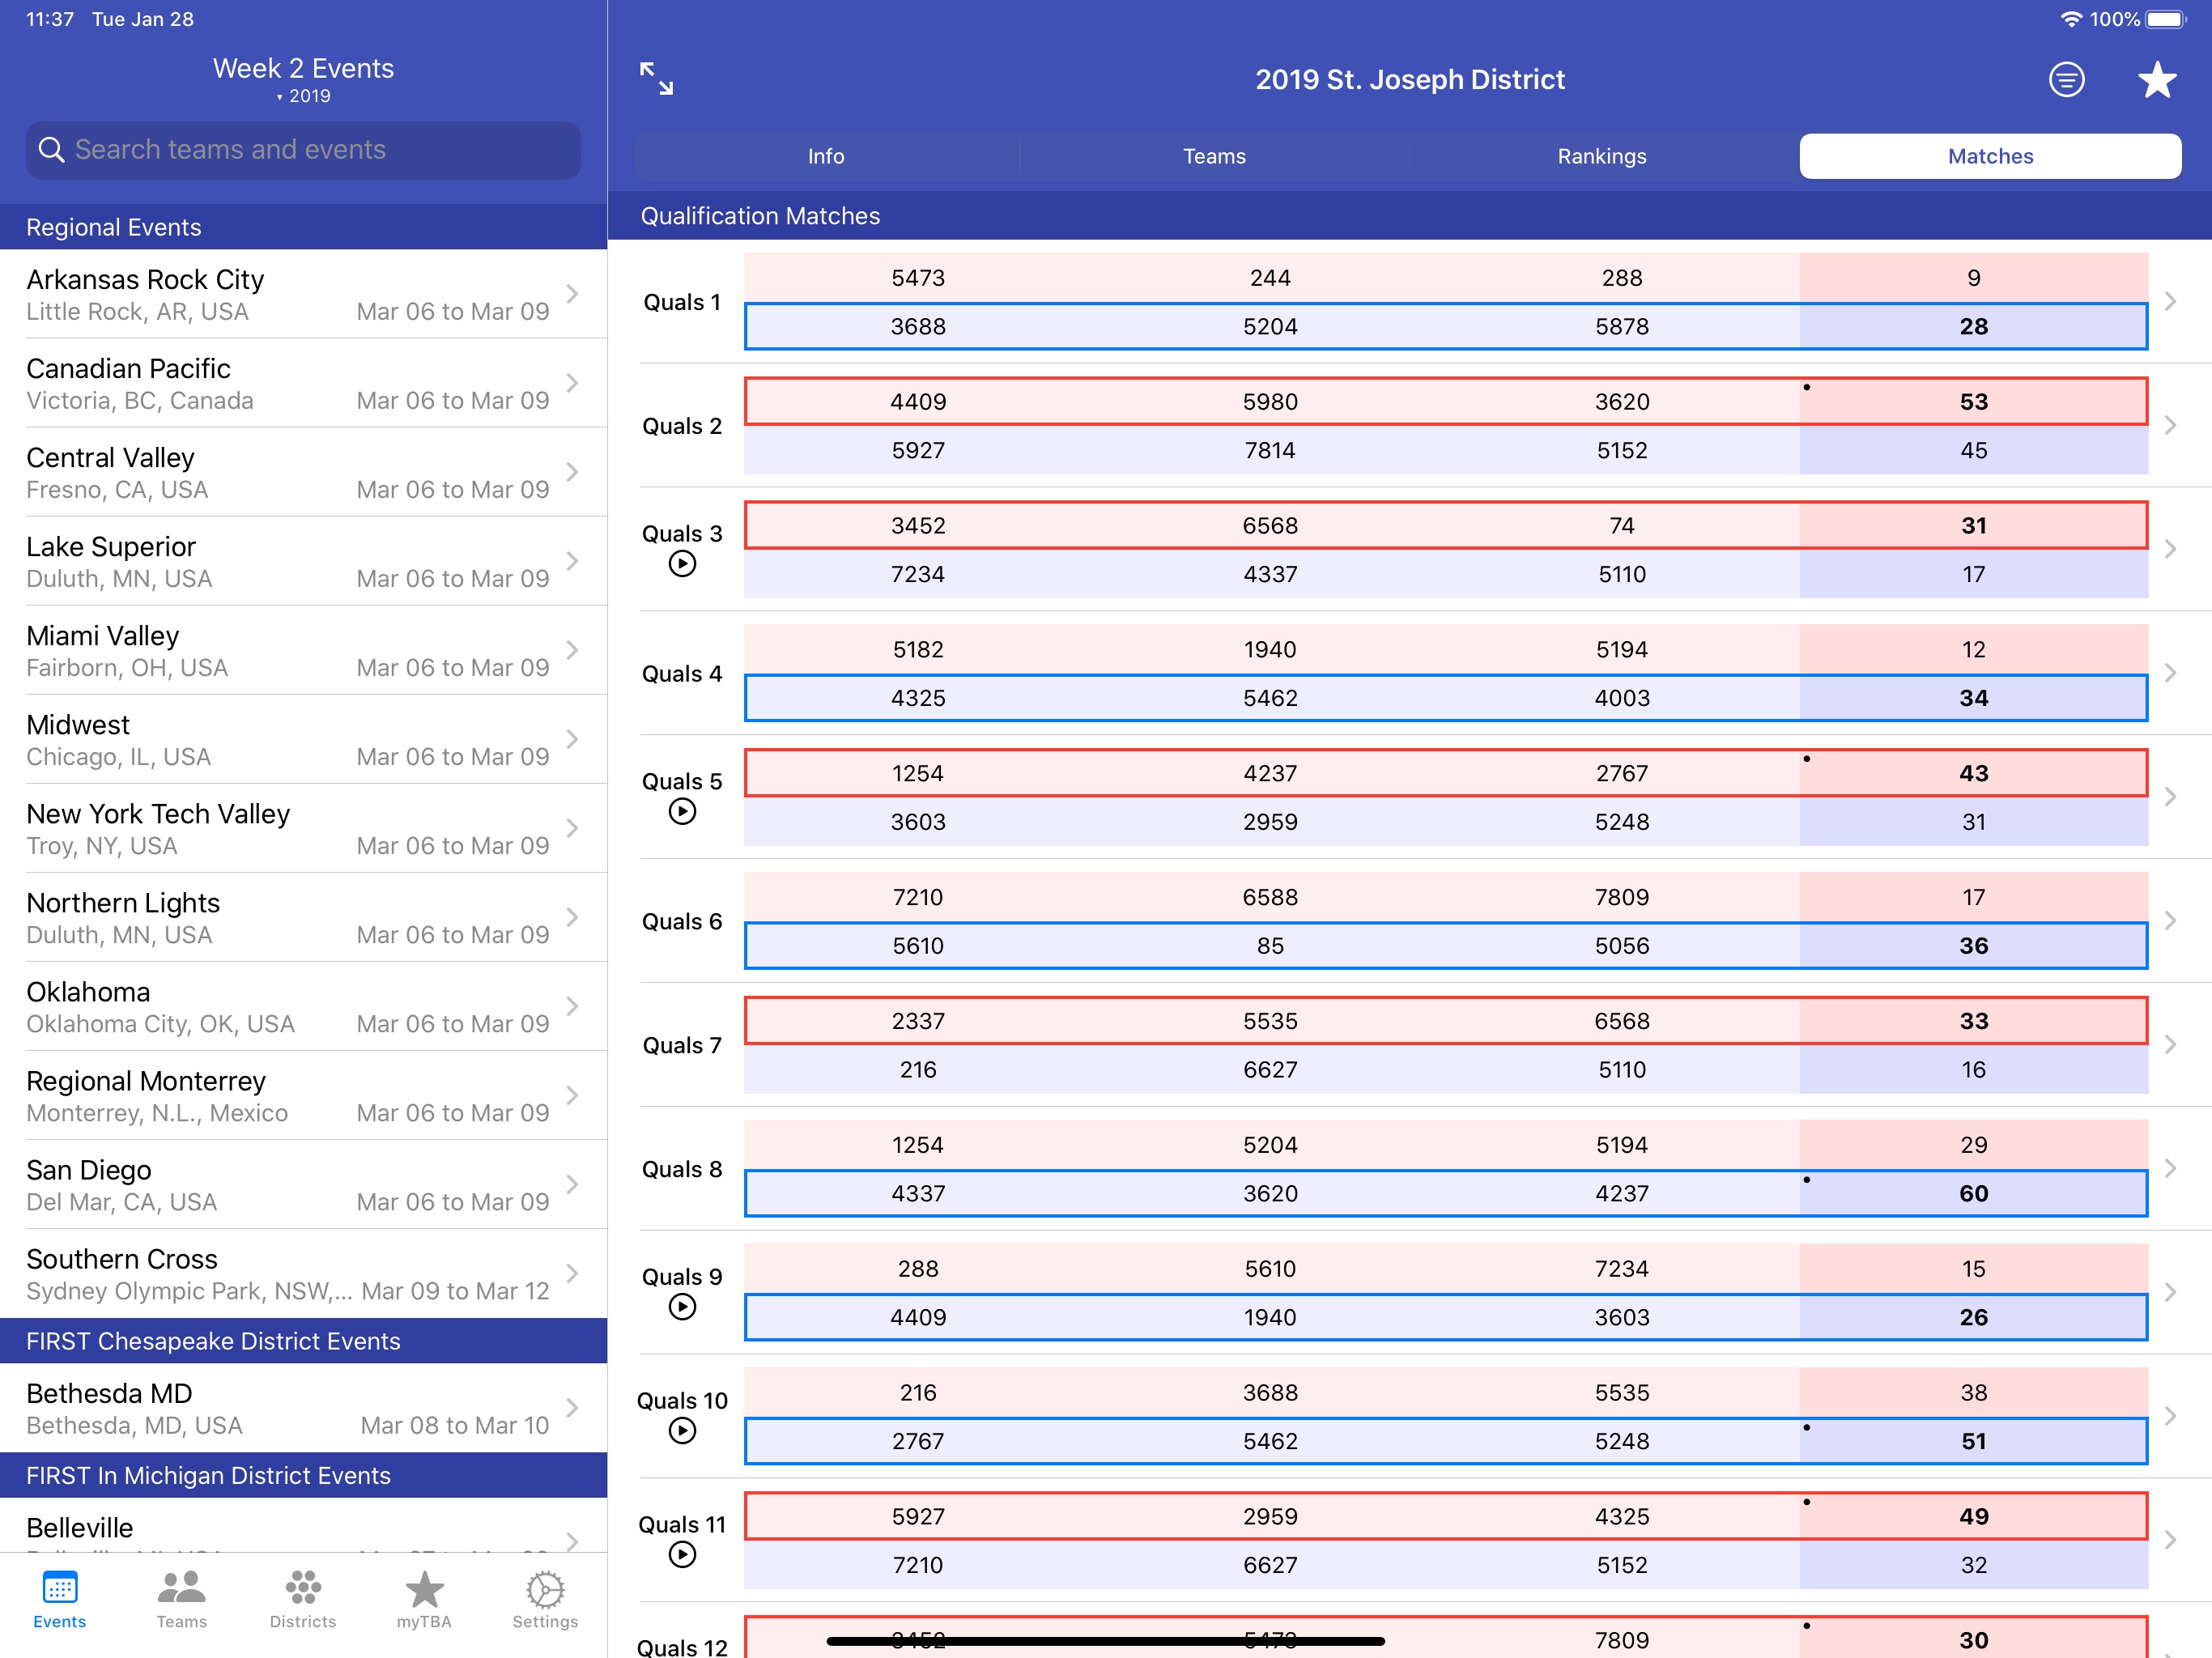 11:37 Tue Jan 28
100%
Week 2 Events
▾ 2019
Search teams and events
Regional Events
Arkansas Rock City
Little Rock, AR, USA Mar 06 to Mar 09
Canadian Pacific
Victoria, BC, Canada Mar 06 to Mar 09
Central Valley
Fresno, CA, USA Mar 06 to Mar 09
Lake Superior
Duluth, MN, USA Mar 06 to Mar 09
Miami Valley
Fairborn, OH, USA Mar 06 to Mar 09
Midwest
Chicago, IL, USA Mar 06 to Mar 09
New York Tech Valley
Troy, NY, USA Mar 06 to Mar 09
Northern Lights
Duluth, MN, USA Mar 06 to Mar 09
Oklahoma
Oklahoma City, OK, USA Mar 06 to Mar 09
Regional Monterrey
Monterrey, N.L., Mexico Mar 06 to Mar 09
San Diego
Del Mar, CA, USA Mar 06 to Mar 09
Southern Cross
Sydney Olympic Park, NSW,... Mar 09 to Mar 12
FIRST Chesapeake District Events
Bethesda MD
Bethesda, MD, USA Mar 08 to Mar 10
FIRST In Michigan District Events
Belleville
Events Teams Districts myTBA Settings
2019 St. Joseph District
Info Teams Rankings Matches
Qualification Matches
Quals 1
5473 244 288 9
3688 5204 5878 28
Quals 2
4409 5980 3620 53
5927 7814 5152 45
Quals 3
3452 6568 74 31
7234 4337 5110 17
Quals 4
5182 1940 5194 12
4325 5462 4003 34
Quals 5
1254 4237 2767 43
3603 2959 5248 31
Quals 6
7210 6588 7809 17
5610 85 5056 36
Quals 7
2337 5535 6568 33
216 6627 5110 16
Quals 8
1254 5204 5194 29
4337 3620 4237 60
Quals 9
288 5610 7234 15
4409 1940 3603 26
Quals 10
216 3688 5535 38
2767 5462 5248 51
Quals 11
5927 2959 4325 49
7210 6627 5152 32
Quals 12
3452 5473 7809 30